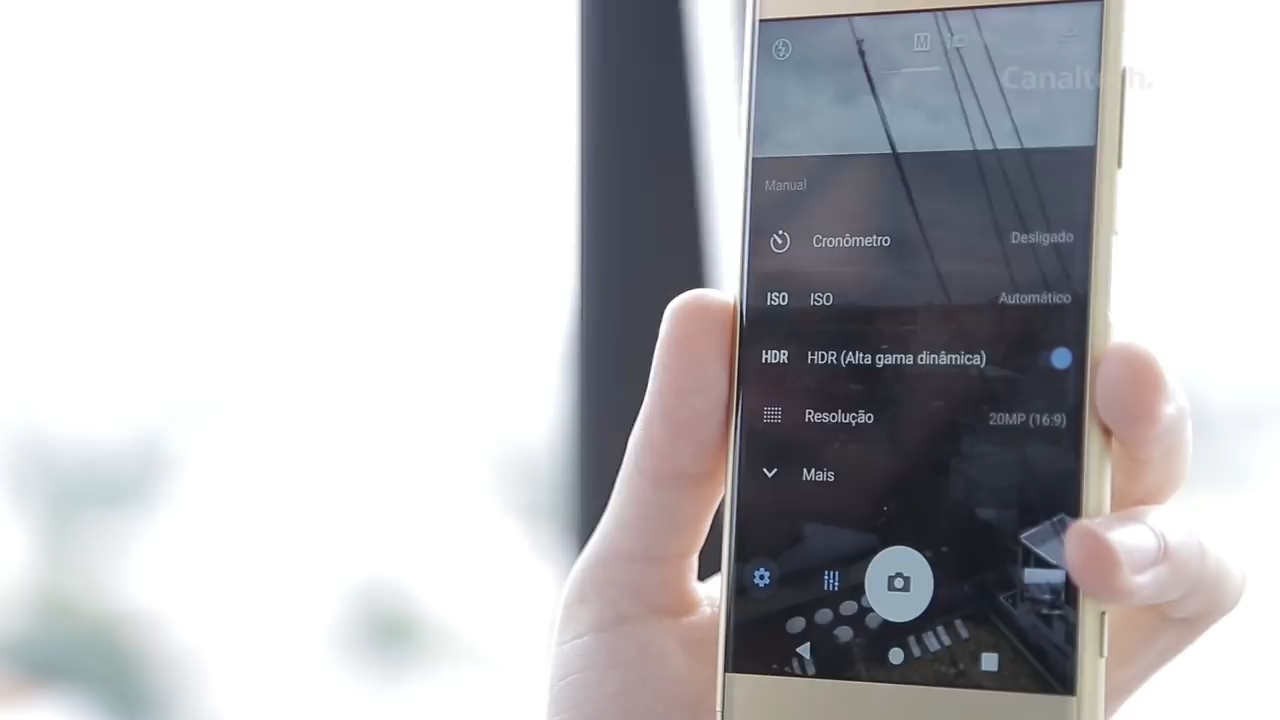 M
Canaltech.
Manual
Cronômetro Desligado
ISO ISO Automático
HDR HDR (Alta gama dinâmica)
Resolução 20MP (16:9)
Mais